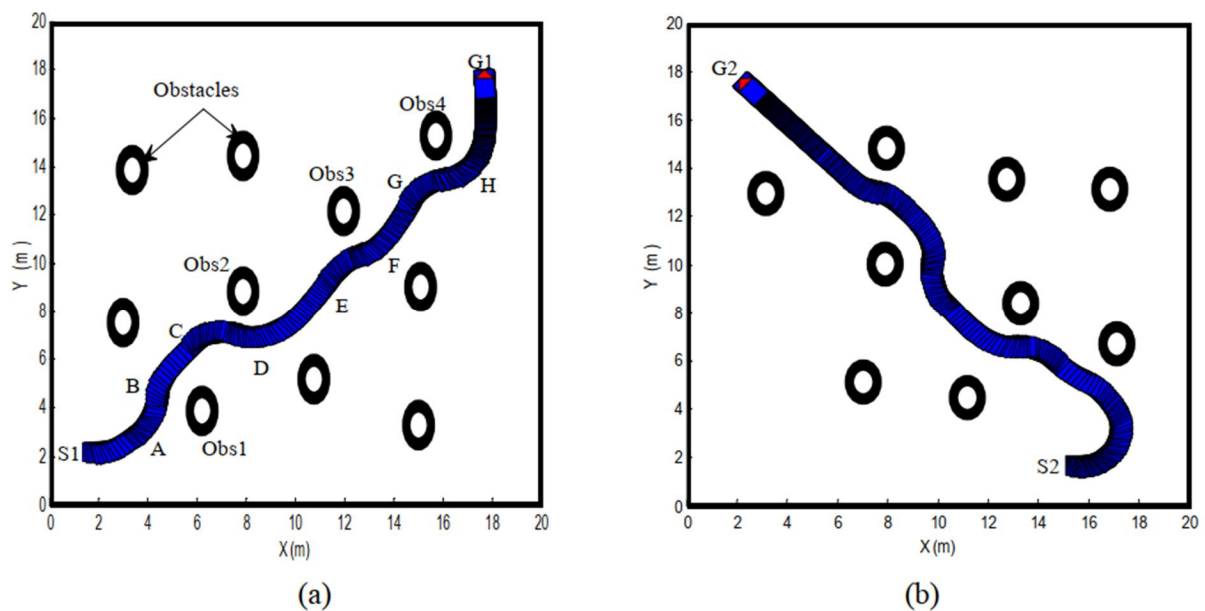 20
18
16
14
12
10
8
6
4
2
0
Y (m)
Obstacles
G1
Obs4
Obs3
G
H
Obs2
F
E
C
D
B
A
Obs1
S1
2 4 6 8 10 12 14 16 18 20
X (m)
(a)
20
18
16
14
12
10
8
6
4
2
0
Y (m)
G2
S2
0 2 4 6 8 10 12 14 16 18 20
X (m)
(b)